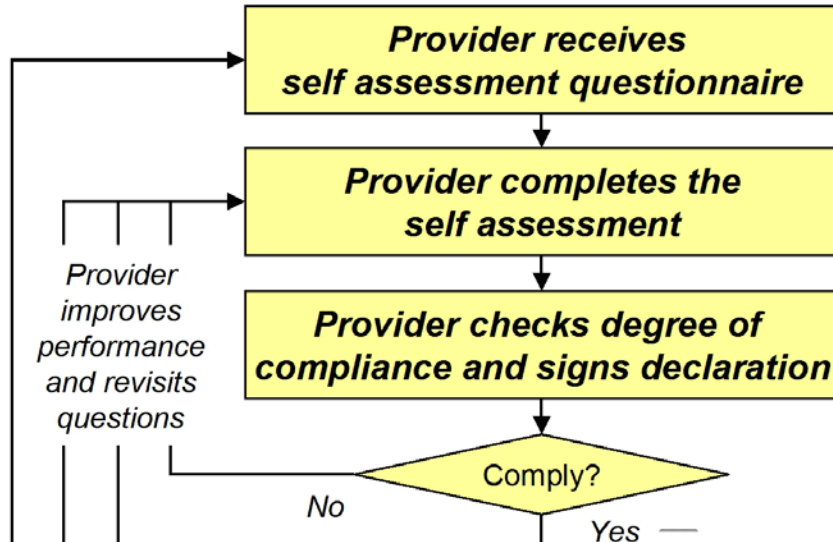 Provider receives
self assessment questionnaire
Provider completes the
self assessment
Provider
improves
performance
and revisits
questions
Provider checks degree of
compliance and signs declaration
Comply?
No
Yes